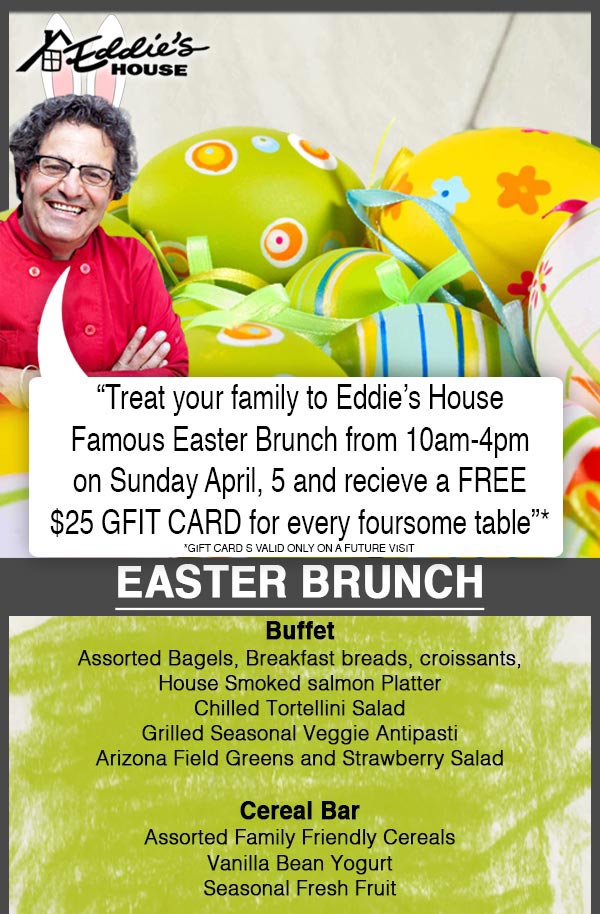 Eddie's
HOUSE
“Treat your family to Eddie’s House
Famous Easter Brunch from 10am-4pm
on Sunday April, 5 and recieve a FREE
$25 GFIT CARD for every foursome table”*
*GIFT CARD S VALiD ONLY ON A FUTURE VISIT
EASTER BRUNCH
Buffet
Assorted Bagels, Breakfast breads, croissants,
House Smoked salmon Platter
Chilled Tortellini Salad
Grilled Seasonal Veggie Antipasti
Arizona Field Greens and Strawberry Salad
Cereal Bar
Assorted Family Friendly Cereals
Vanilla Bean Yogurt
Seasonal Fresh Fruit